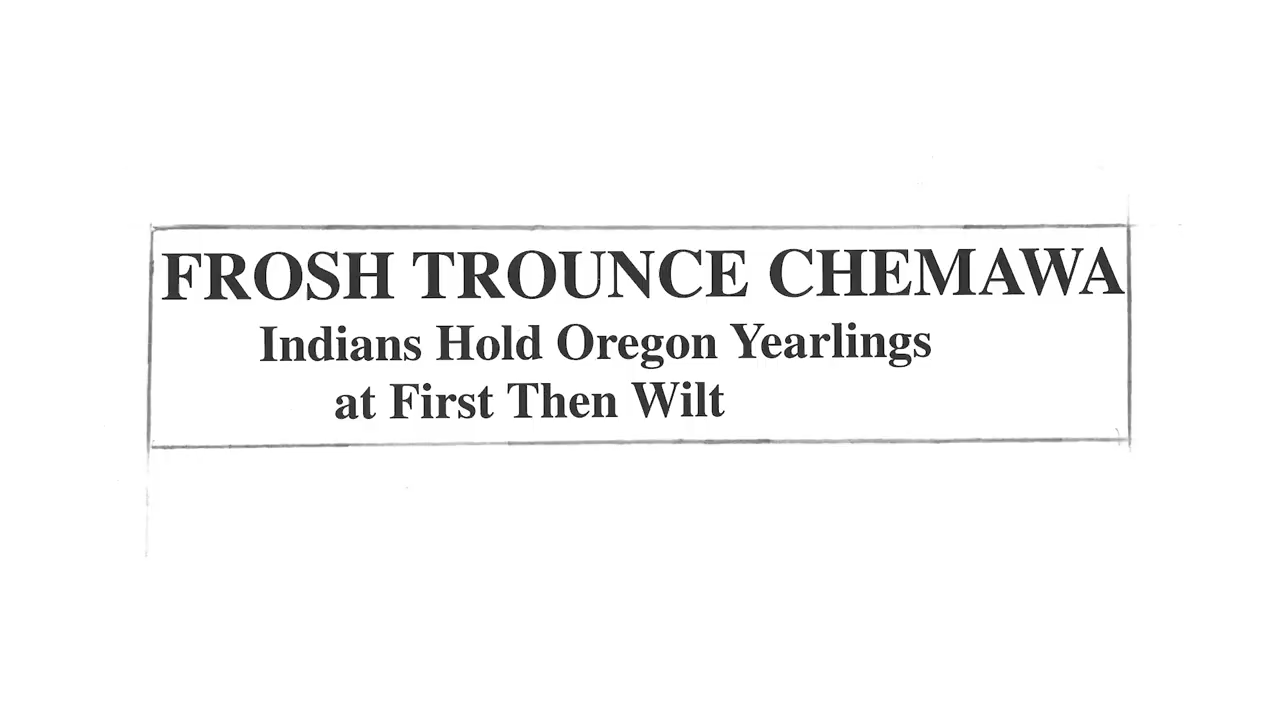 FROSH TROUNCE CHEMAWA
Indians Hold Oregon Yearlings
at First Then Wilt